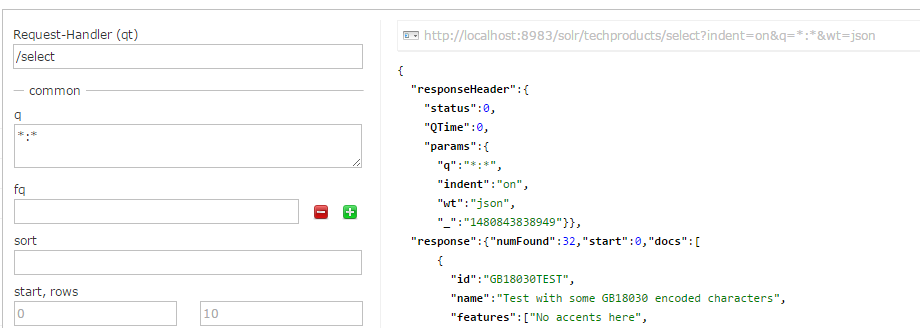 Request-Handler (qt)
/select
common
q
*:*
fq
sort
start, rows
0
10
http://localhost:8983/solr/techproducts/select?indent=on&q=*:*&wt=json
{
"responseHeader":{
"status":0,
"QTime":0,
"params":{
"q":"*:*",
"indent":"on",
"wt":"json",
"_":"1480843838949"}},
"response":{"numFound":32,"start":0,"docs":[
{
"id":"GB18030TEST",
"name":"Test with some GB18030 encoded characters",
"features":["No accents here",